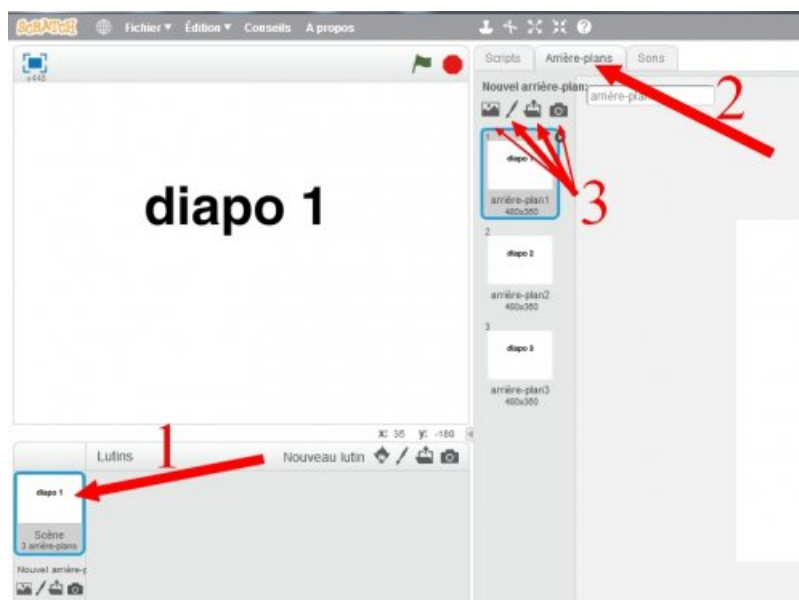 SCRATCH Fichier Édition Conseils A propos
v448
diapo 1
x: 35 y: -180
Lutins
1
Nouveau lutin
diapo 1
Scène
3 arrière-plans
Nouvel arrière-p
Scripts Arrière-plans Sons
Nouvel arrière-plan:
arrière-plan
2
3
1
diapo 1
arrière-plan1
480x360
2
diapo 2
arrière-plan2
480x360
3
diapo 3
arrière-plan3
480x360